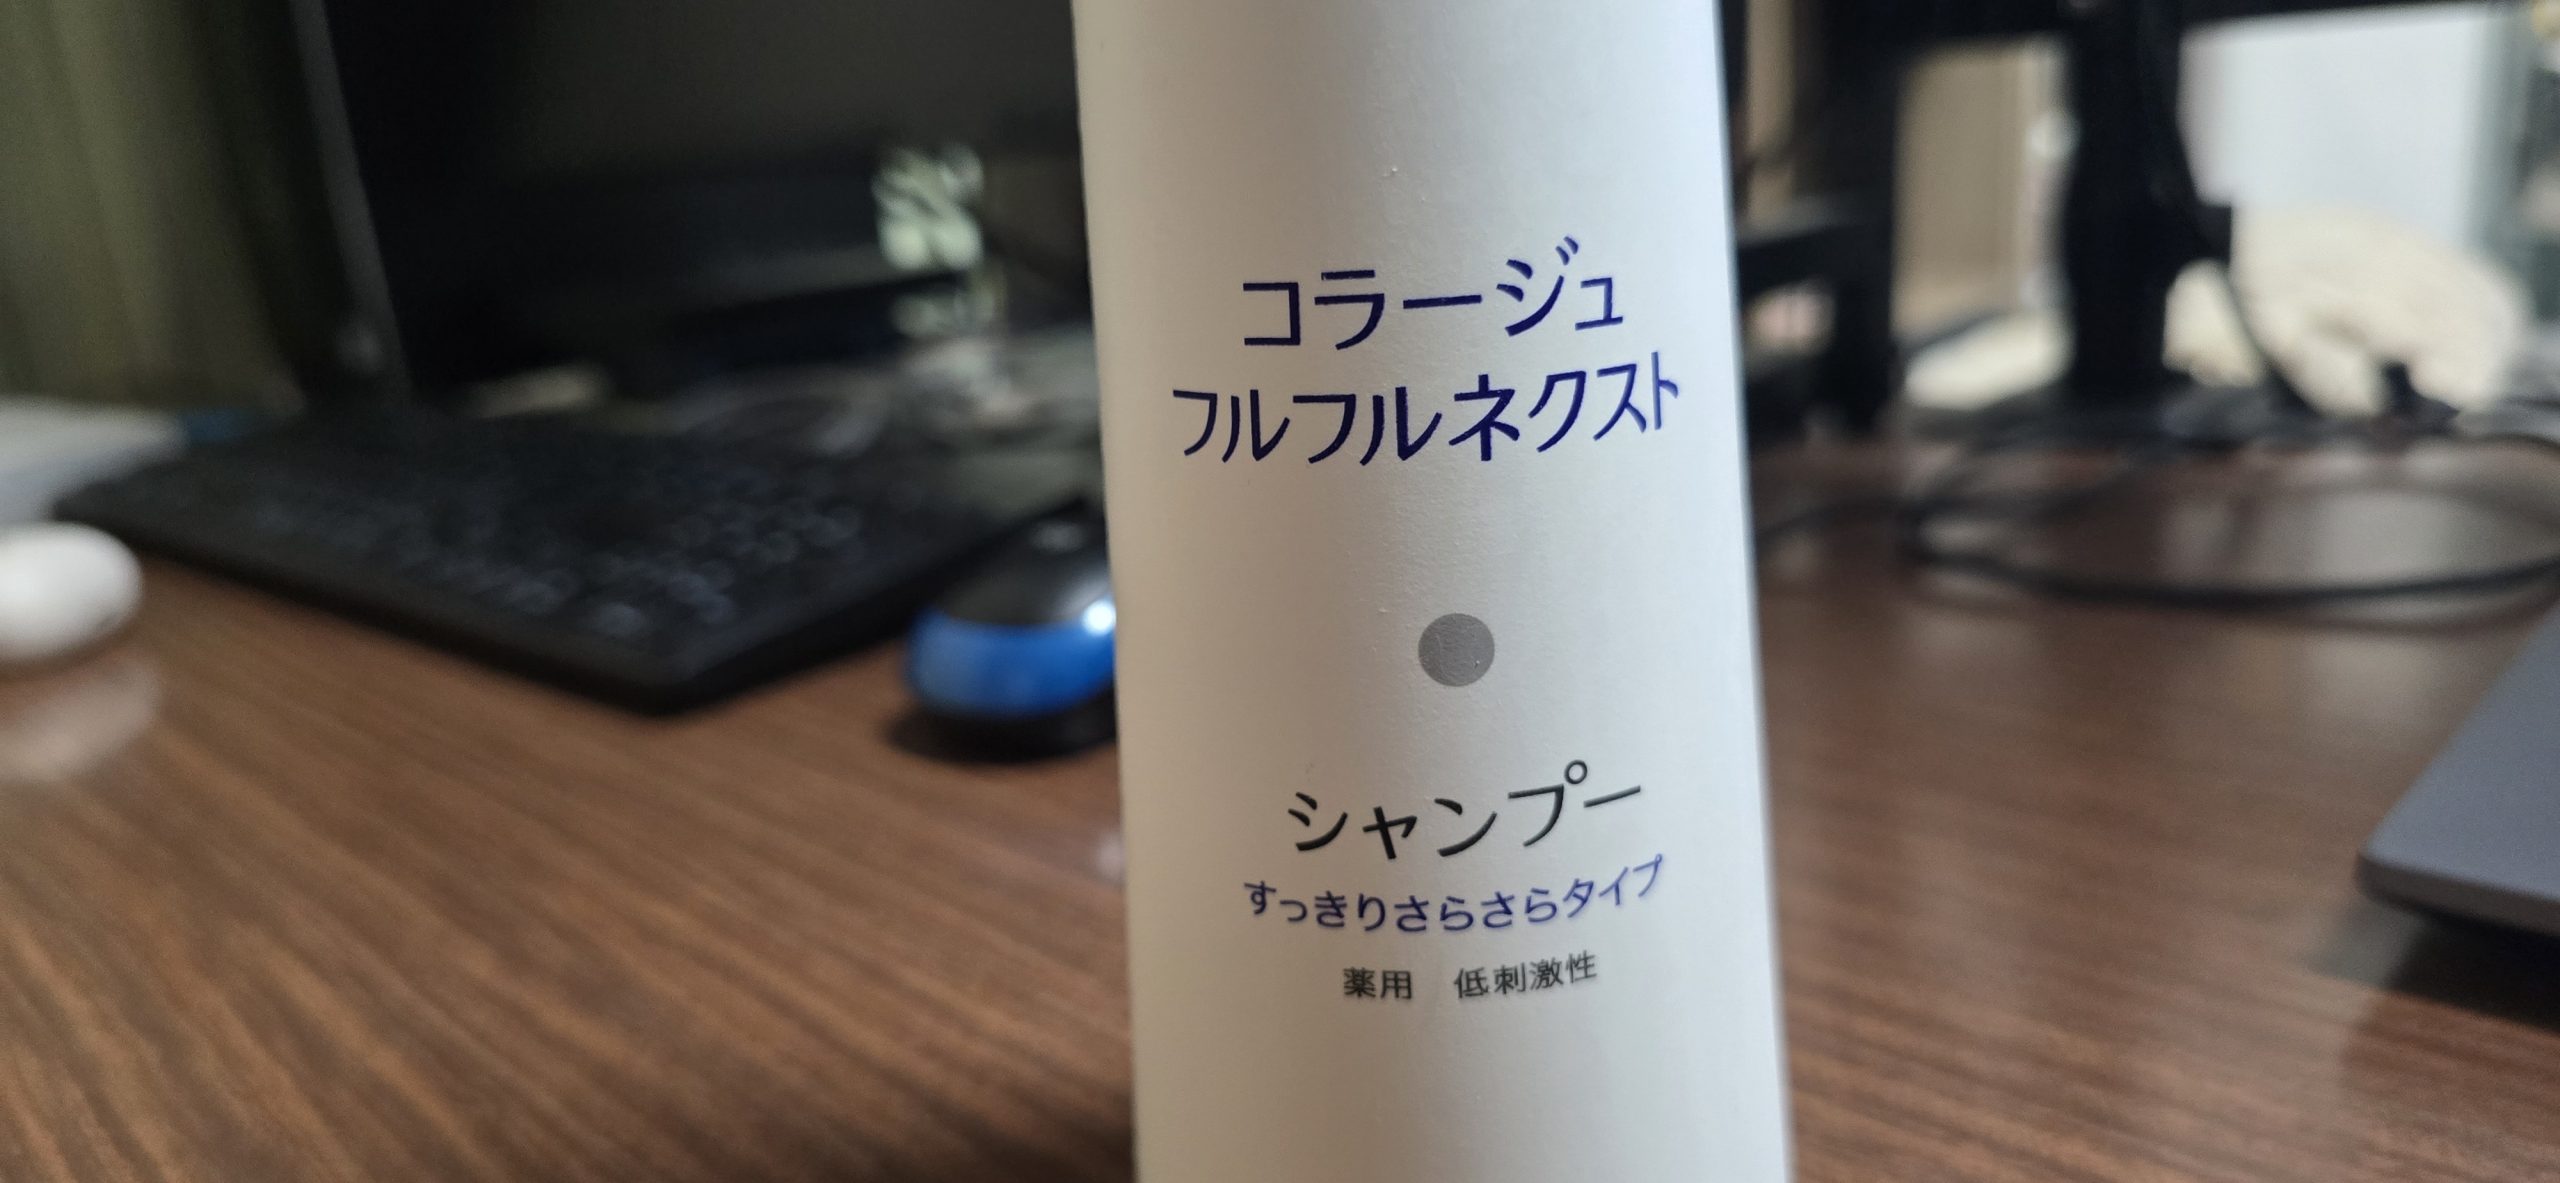 コラージュ
フルフルネクスト
シャンプー
すっきりさらさらタイプ
薬用　低刺激性